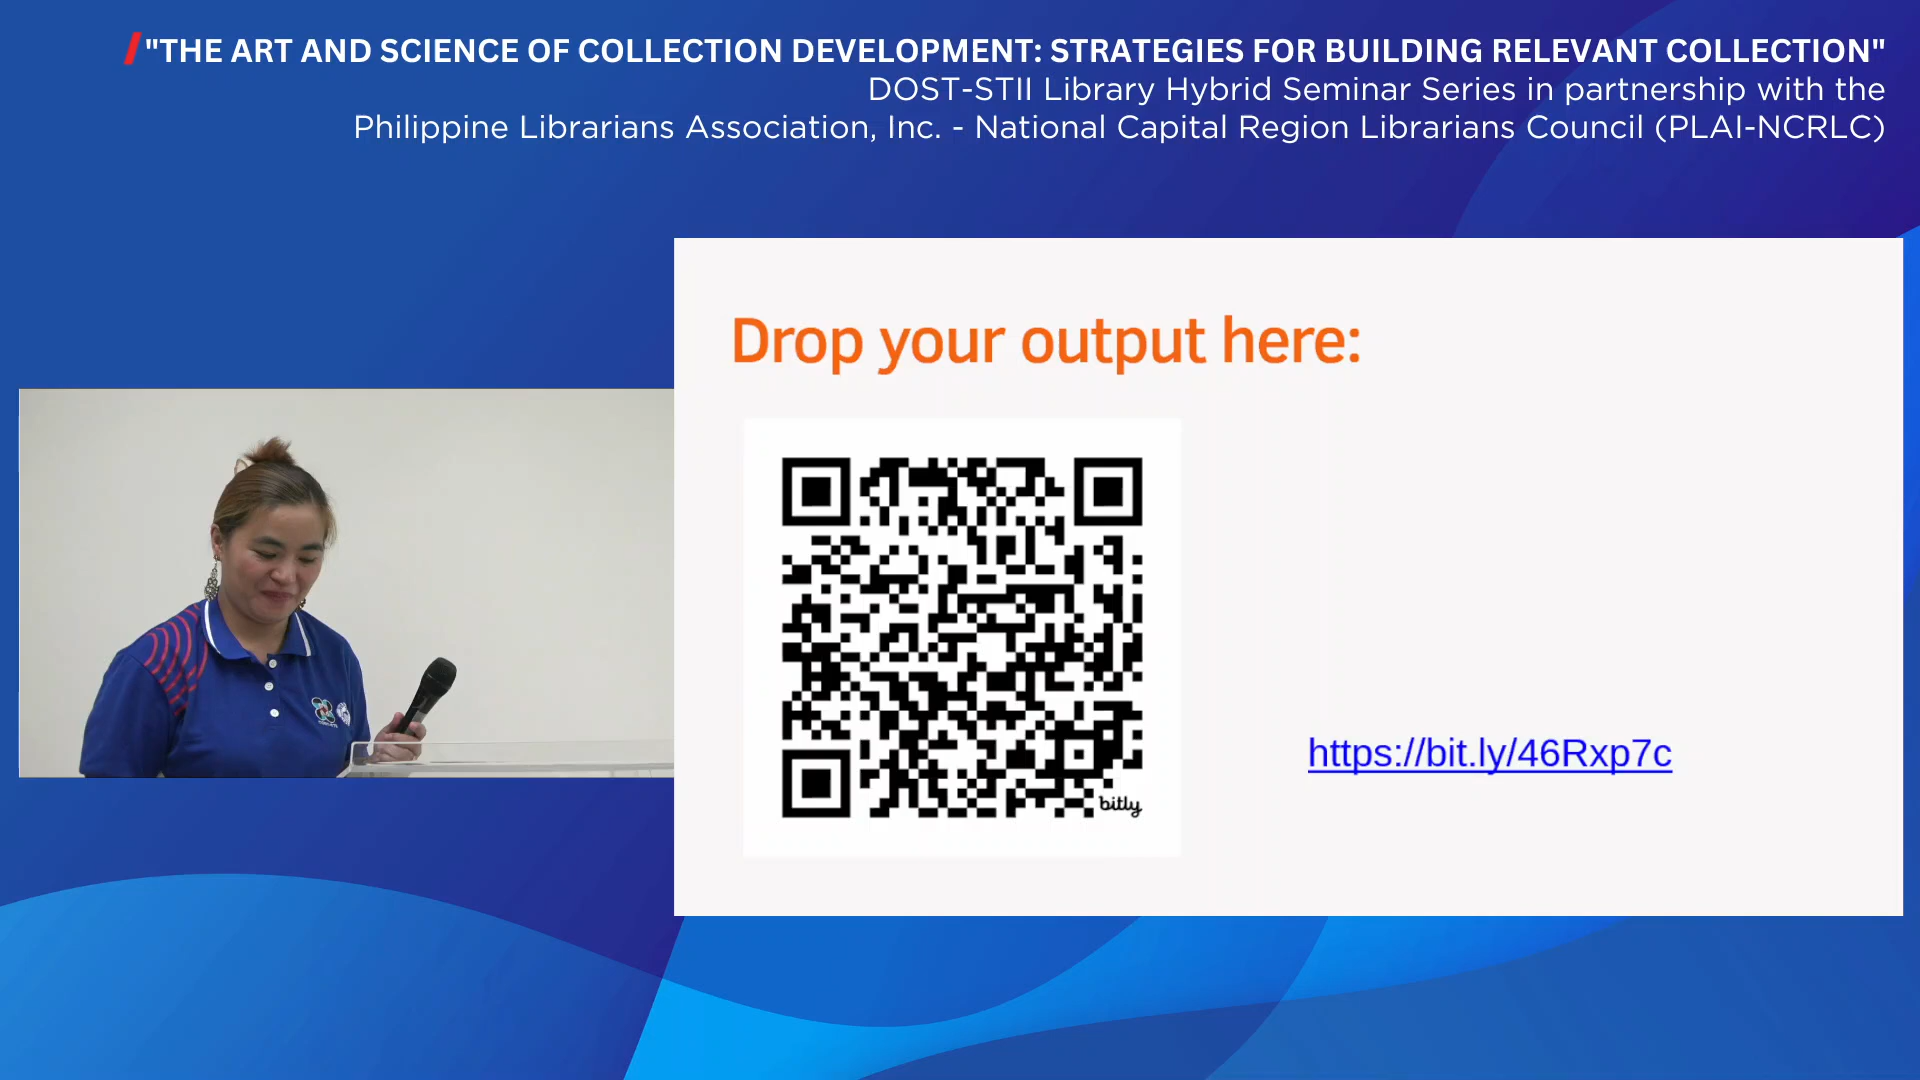 "THE ART AND SCIENCE OF COLLECTION DEVELOPMENT: STRATEGIES FOR BUILDING RELEVANT COLLECTION"
DOST-STII Library Hybrid Seminar Series in partnership with the
Philippine Librarians Association, Inc. - National Capital Region Librarians Council (PLAI-NCRLC)
Drop your output here:
https://bit.ly/46Rxp7c
bitly